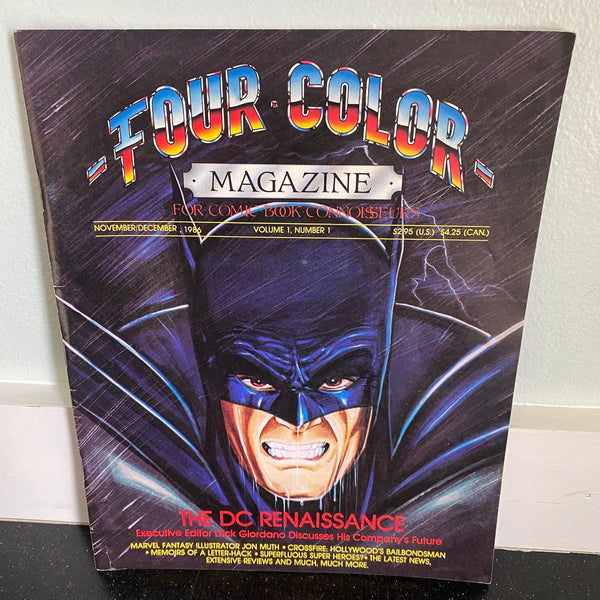 - FOUR · COLOR -
MAGAZINE
FOR COMIC BOOK CONNOISSEURS
NOVEMBER/DECEMBER, 1986 VOLUME 1, NUMBER 1 $2.95 (U.S.) $4.25 (CAN.)
THE DC RENAISSANCE
Executive Editor Dick Giordano Discusses His Company's Future
MARVEL FANTASY ILLUSTRATOR JON MUTH • CROSSFIRE: HOLLYWOOD'S BAILBONDSMAN
• MEMOIRS OF A LETTER-HACK • SUPERFLUOUS SUPER HEROES?• THE LATEST NEWS,
EXTENSIVE REVIEWS AND MUCH, MUCH MORE.